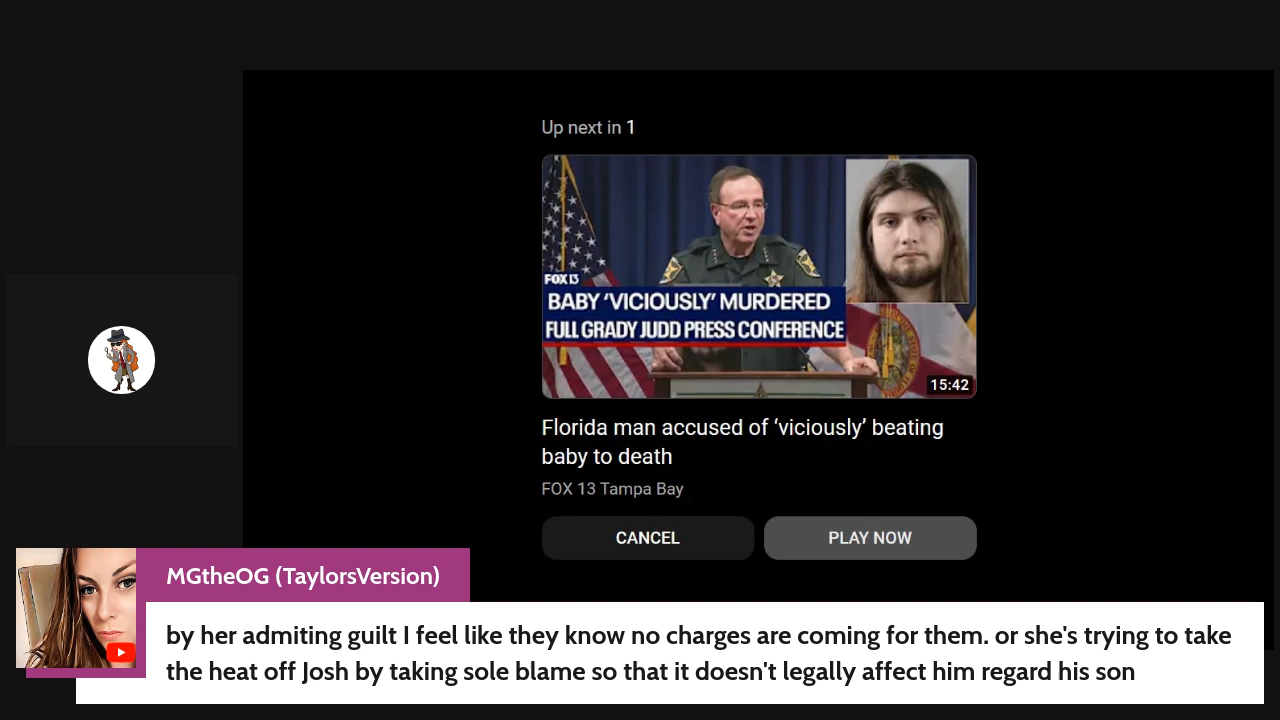 Up next in 1
FOX 13
BABY 'VICIOUSLY' MURDERED
FULL GRADY JUDD PRESS CONFERENCE
15:42
Florida man accused of ‘viciously’ beating
baby to death
FOX 13 Tampa Bay
CANCEL
PLAY NOW
MGtheOG (TaylorsVersion)
by her admiting guilt I feel like they know no charges are coming for them. or she's trying to take
the heat off Josh by taking sole blame so that it doesn't legally affect him regard his son